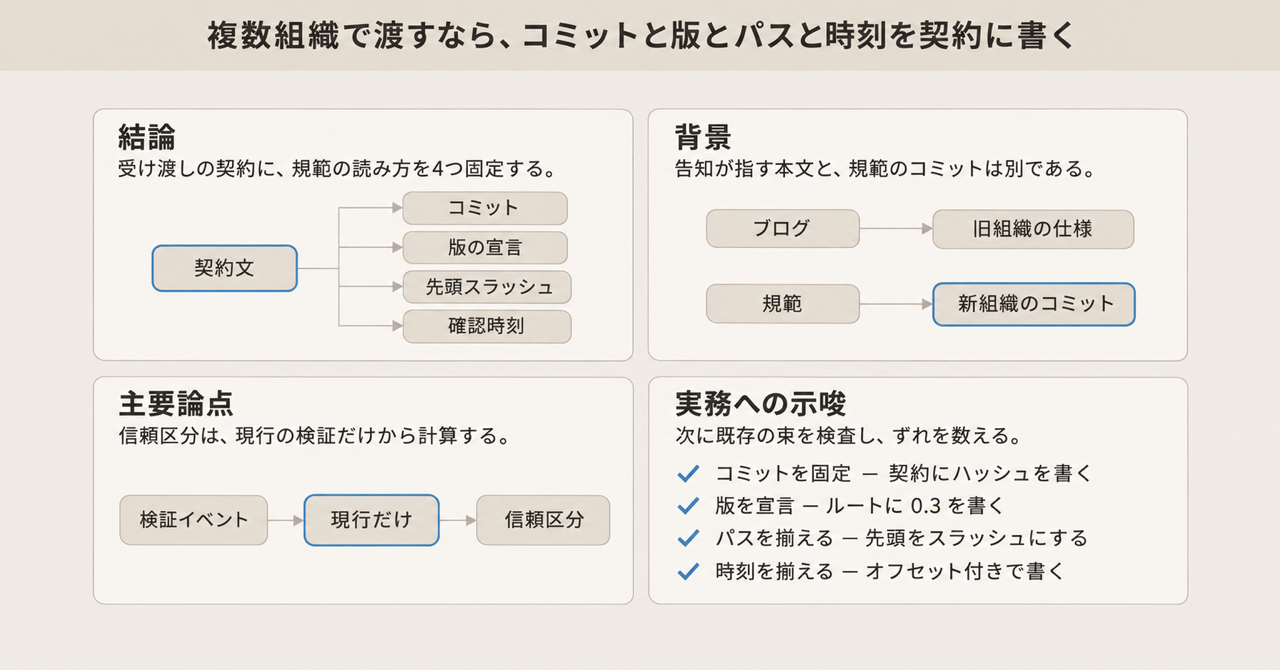 複数組織で渡すなら、コミットと版とパスと時刻を契約に書く
結論
受け渡しの契約に、規範の読み方を4つ固定する。
契約文
コミット
版の宣言
先頭スラッシュ
確認時刻
背景
告知が指す本文と、規範のコミットは別である。
ブログ
旧組織の仕様
規範
新組織のコミット
主要論点
信頼区分は、現行の検証だけから計算する。
検証イベント
現行だけ
信頼区分
実務への示唆
次に既存の束を検査し、ずれを数える。
コミットを固定 — 契約にハッシュを書く
版を宣言 — ルートに 0.3 を書く
パスを揃える — 先頭をスラッシュにする
時刻を揃える — オフセット付きで書く